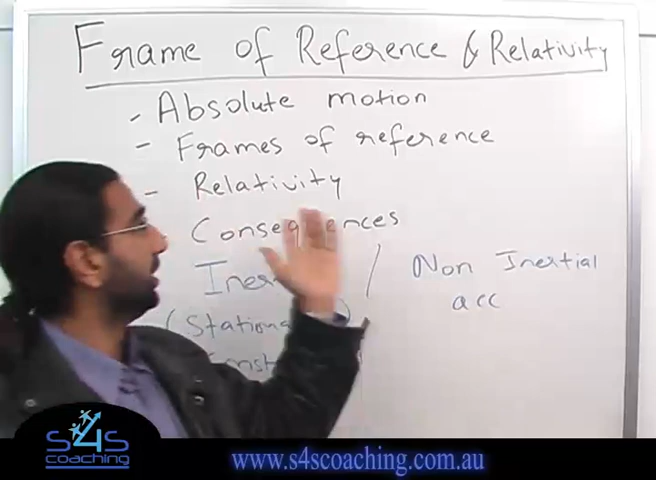 Frame of Reference & Relativity
- Absolute motion
- Frames of reference
- Relativity
Consequences
/ Non Inertial
acc
S4S
coaching
www.s4scoaching.com.au